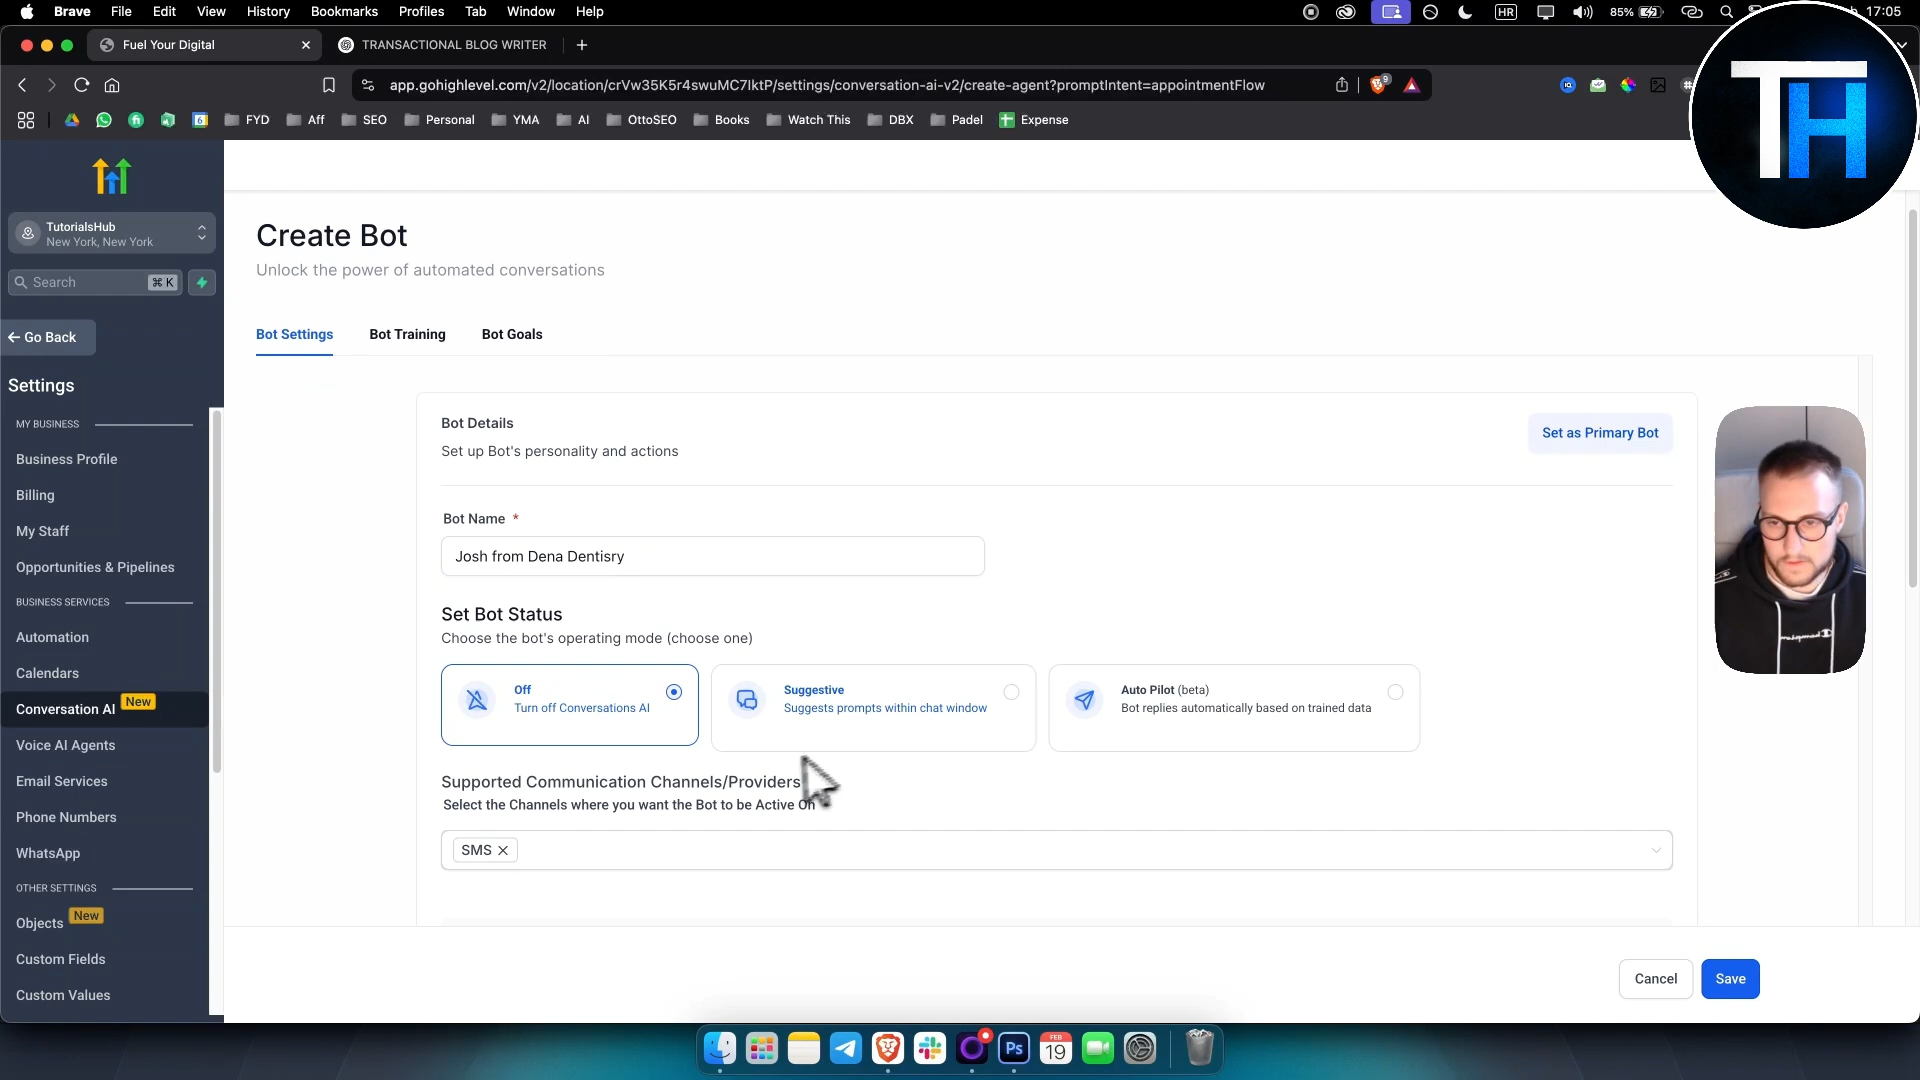 Brave File Edit View History Bookmarks Profiles Tab Window Help
HR 85% 17:05
Fuel Your Digital
TRANSACTIONAL BLOG WRITER
app.gohighlevel.com/v2/location/crVw35K5r4swuMC7IktP/settings/conversation-ai-v2/create-agent?promptIntent=appointmentFlow
9
6 FYD Aff SEO Personal YMA AI OttoSEO Books Watch This DBX Padel Expense
TH
TutorialsHub
New York, New York
Search ⌘ K
Go Back
Settings
MY BUSINESS
Business Profile
Billing
My Staff
Opportunities & Pipelines
BUSINESS SERVICES
Automation
Calendars
Conversation AI New
Voice AI Agents
Email Services
Phone Numbers
WhatsApp
OTHER SETTINGS
Objects New
Custom Fields
Custom Values
Create Bot
Unlock the power of automated conversations
Bot Settings Bot Training Bot Goals
Bot Details
Set up Bot's personality and actions
Set as Primary Bot
Bot Name *
Josh from Dena Dentisry
Set Bot Status
Choose the bot's operating mode (choose one)
Off
Turn off Conversations AI
Suggestive
Suggests prompts within chat window
Auto Pilot (beta)
Bot replies automatically based on trained data
Supported Communication Channels/Providers
Select the Channels where you want the Bot to be Active On
SMS
Cancel Save
Ps
FEB
19